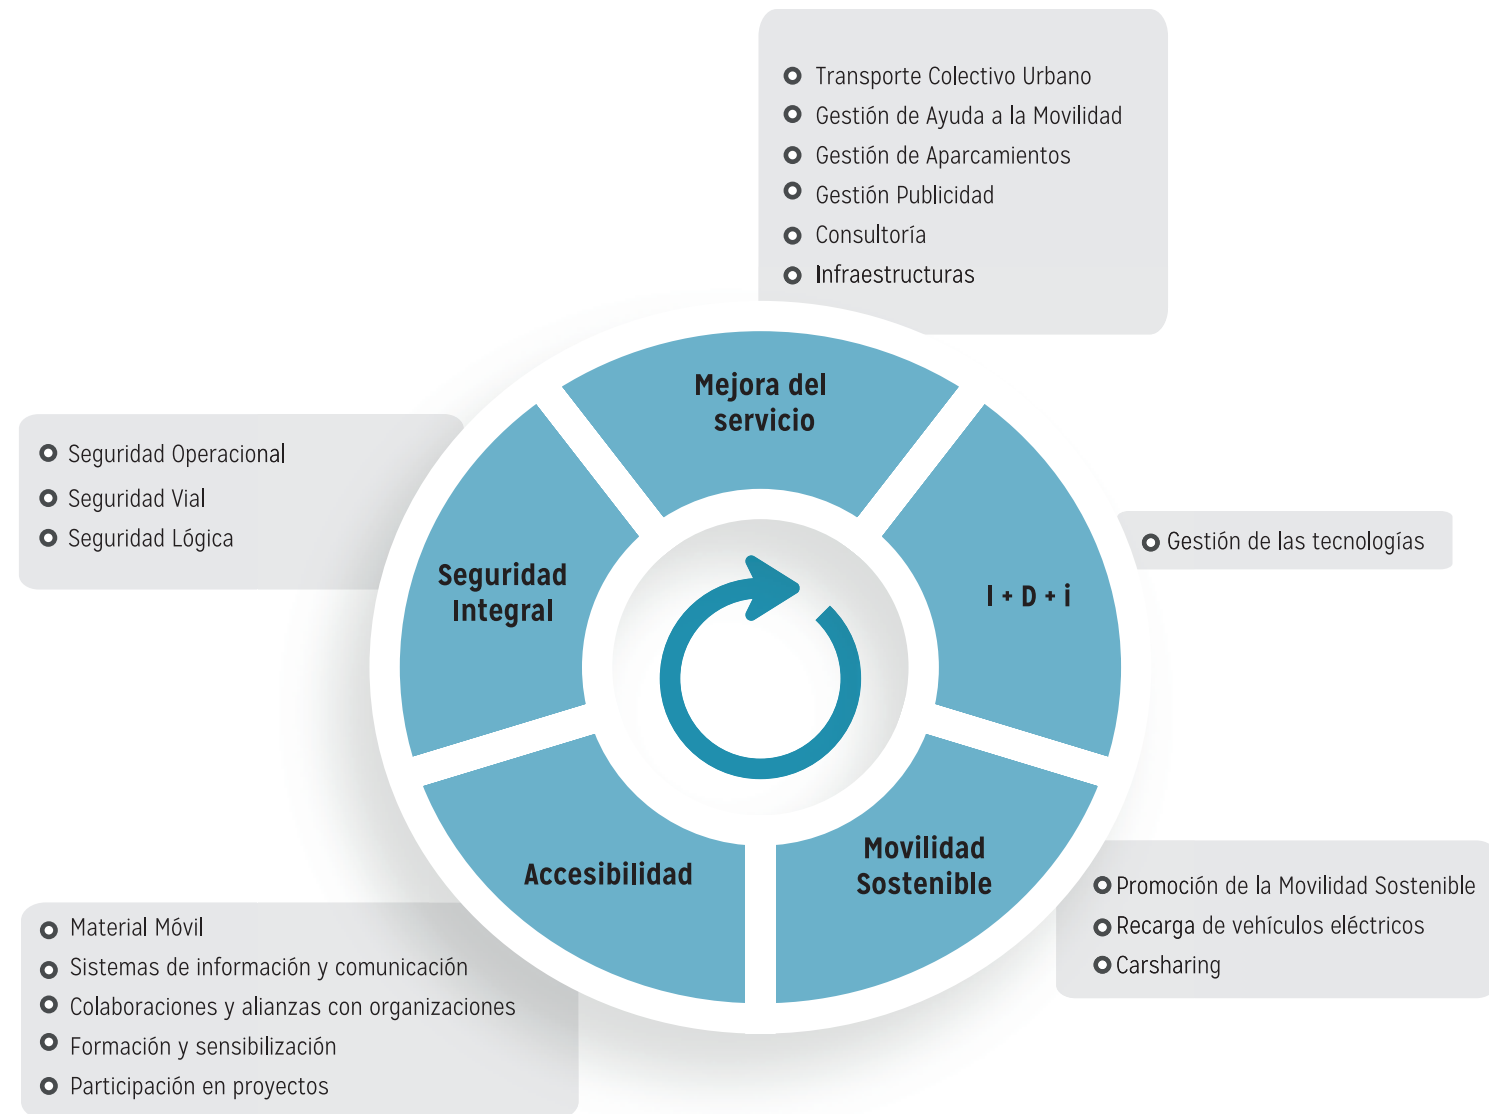 Transporte Colectivo Urbano
Gestión de Ayuda a la Movilidad
Gestión de Aparcamientos
Gestión Publicidad
Consultoría
Infraestructuras
Mejora del
servicio
Seguridad Operacional
Seguridad Vial
Seguridad Lógica
Seguridad
Integral
I + D + i
Gestión de las tecnologías
Accesibilidad
Movilidad
Sostenible
Material Móvil
Sistemas de información y comunicación
Colaboraciones y alianzas con organizaciones
Formación y sensibilización
Participación en proyectos
Promoción de la Movilidad Sostenible
Recarga de vehículos eléctricos
Carsharing